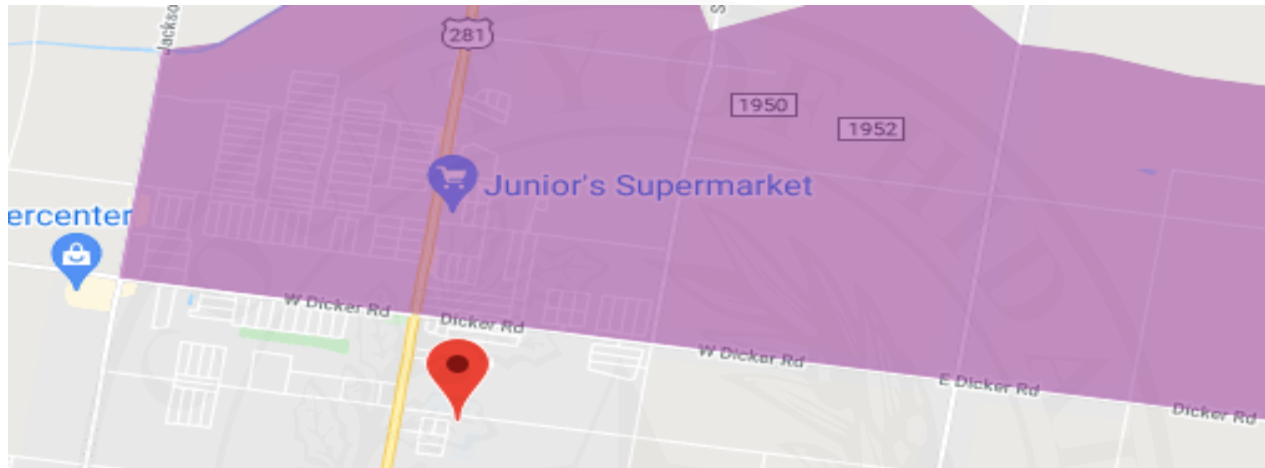 Jackso
281
S
1950
1952
Junior's Supermarket
ercenter
W Dicker Rd
Dicker Rd
W Dicker Rd
E Dicker Rd
Dicker Rd